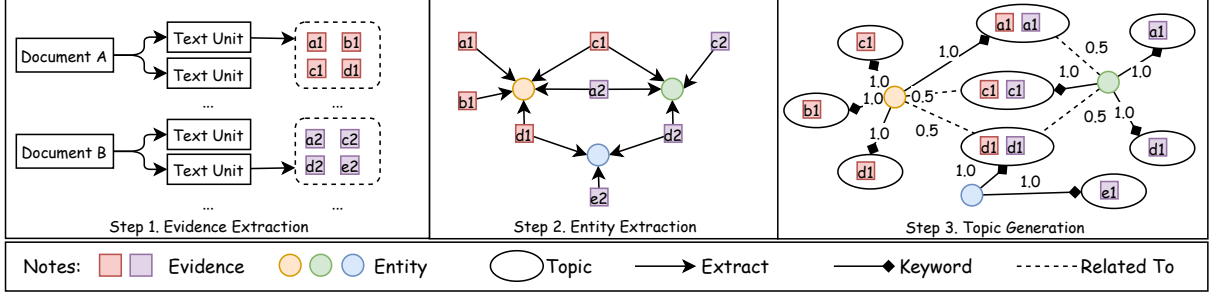 Document A
Text Unit
Text Unit
...
a1 b1
c1 d1
...
Document B
Text Unit
Text Unit
...
a2 c2
d2 e2
...
Step 1. Evidence Extraction
a1
c1
c2
b1
a2
d1
d2
e2
Step 2. Entity Extraction
a1 a1
a1
c1
1.0
0.5
1.0
1.0
c1 c1
1.0
b1
1.0
0.5
0.5
0.5
1.0
1.0
d1 d1
d1
d1
1.0
1.0
e1
Step 3. Topic Generation
Notes:
Evidence
Entity
Topic
Extract
Keyword
Related To